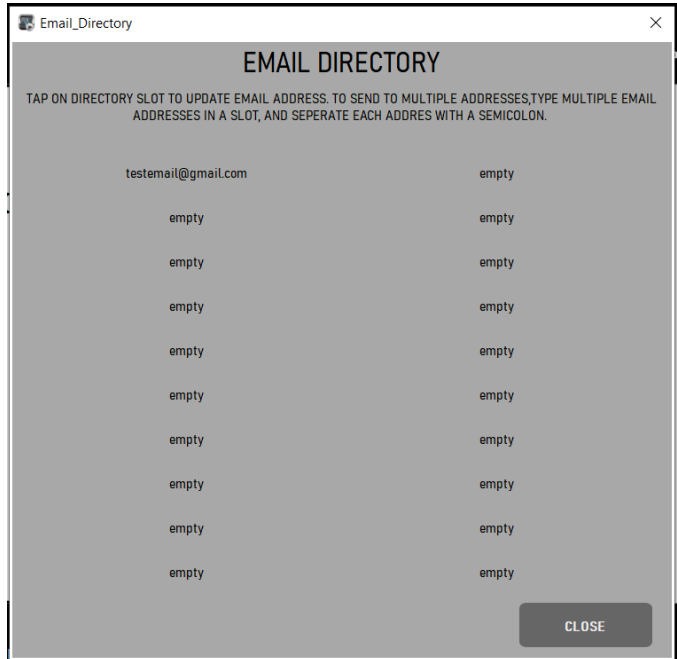 Email_Directory
EMAIL DIRECTORY
TAP ON DIRECTORY SLOT TO UPDATE EMAIL ADDRESS. TO SEND TO MULTIPLE ADDRESSES,TYPE MULTIPLE EMAIL
ADDRESSES IN A SLOT, AND SEPERATE EACH ADDRES WITH A SEMICOLON.
testemail@gmail.com empty
empty empty
empty empty
empty empty
empty empty
empty empty
empty empty
empty empty
empty empty
empty empty
CLOSE